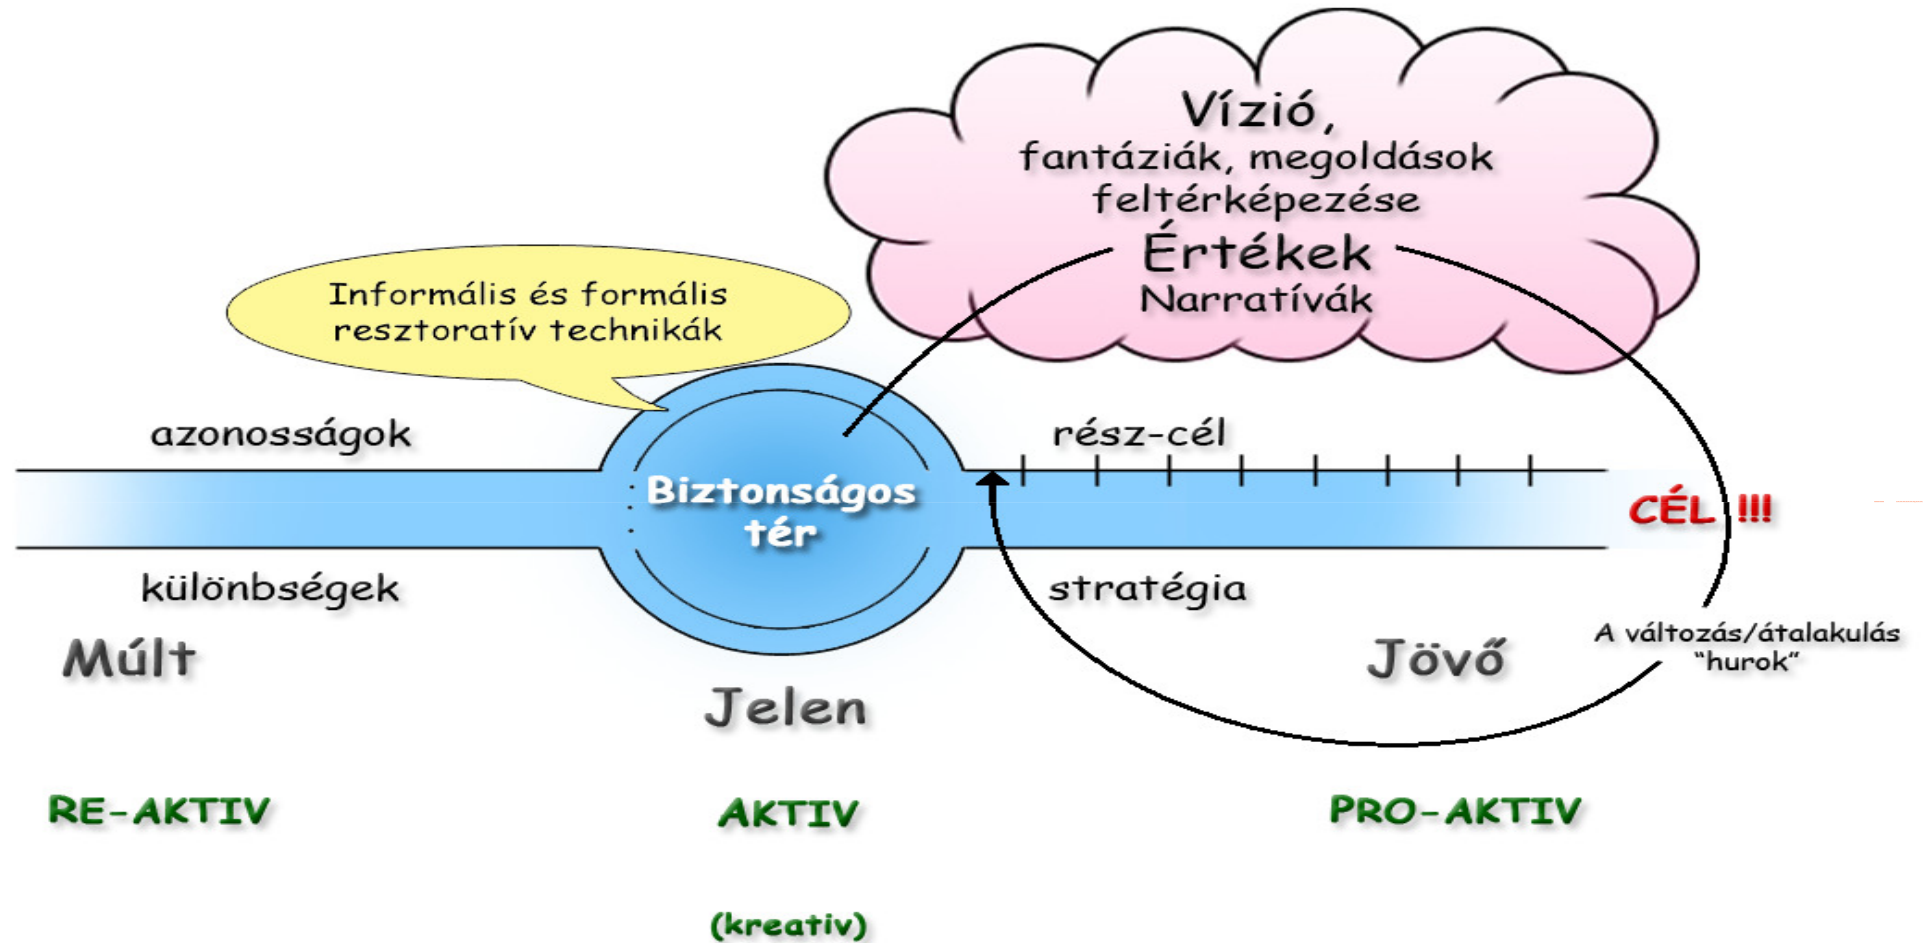 Vízió,
fantáziák, megoldások
feltérképezése
Értékek
Narratívák
Informális és formális
resztoratív technikák
azonosságok
rész-cél
Biztonságos
tér
CÉL !!!
különbségek
stratégia
Múlt
Jelen
Jövő
A változás/átalakulás
“hurok”
RE-AKTIV
AKTIV
PRO-AKTIV
(kreativ)